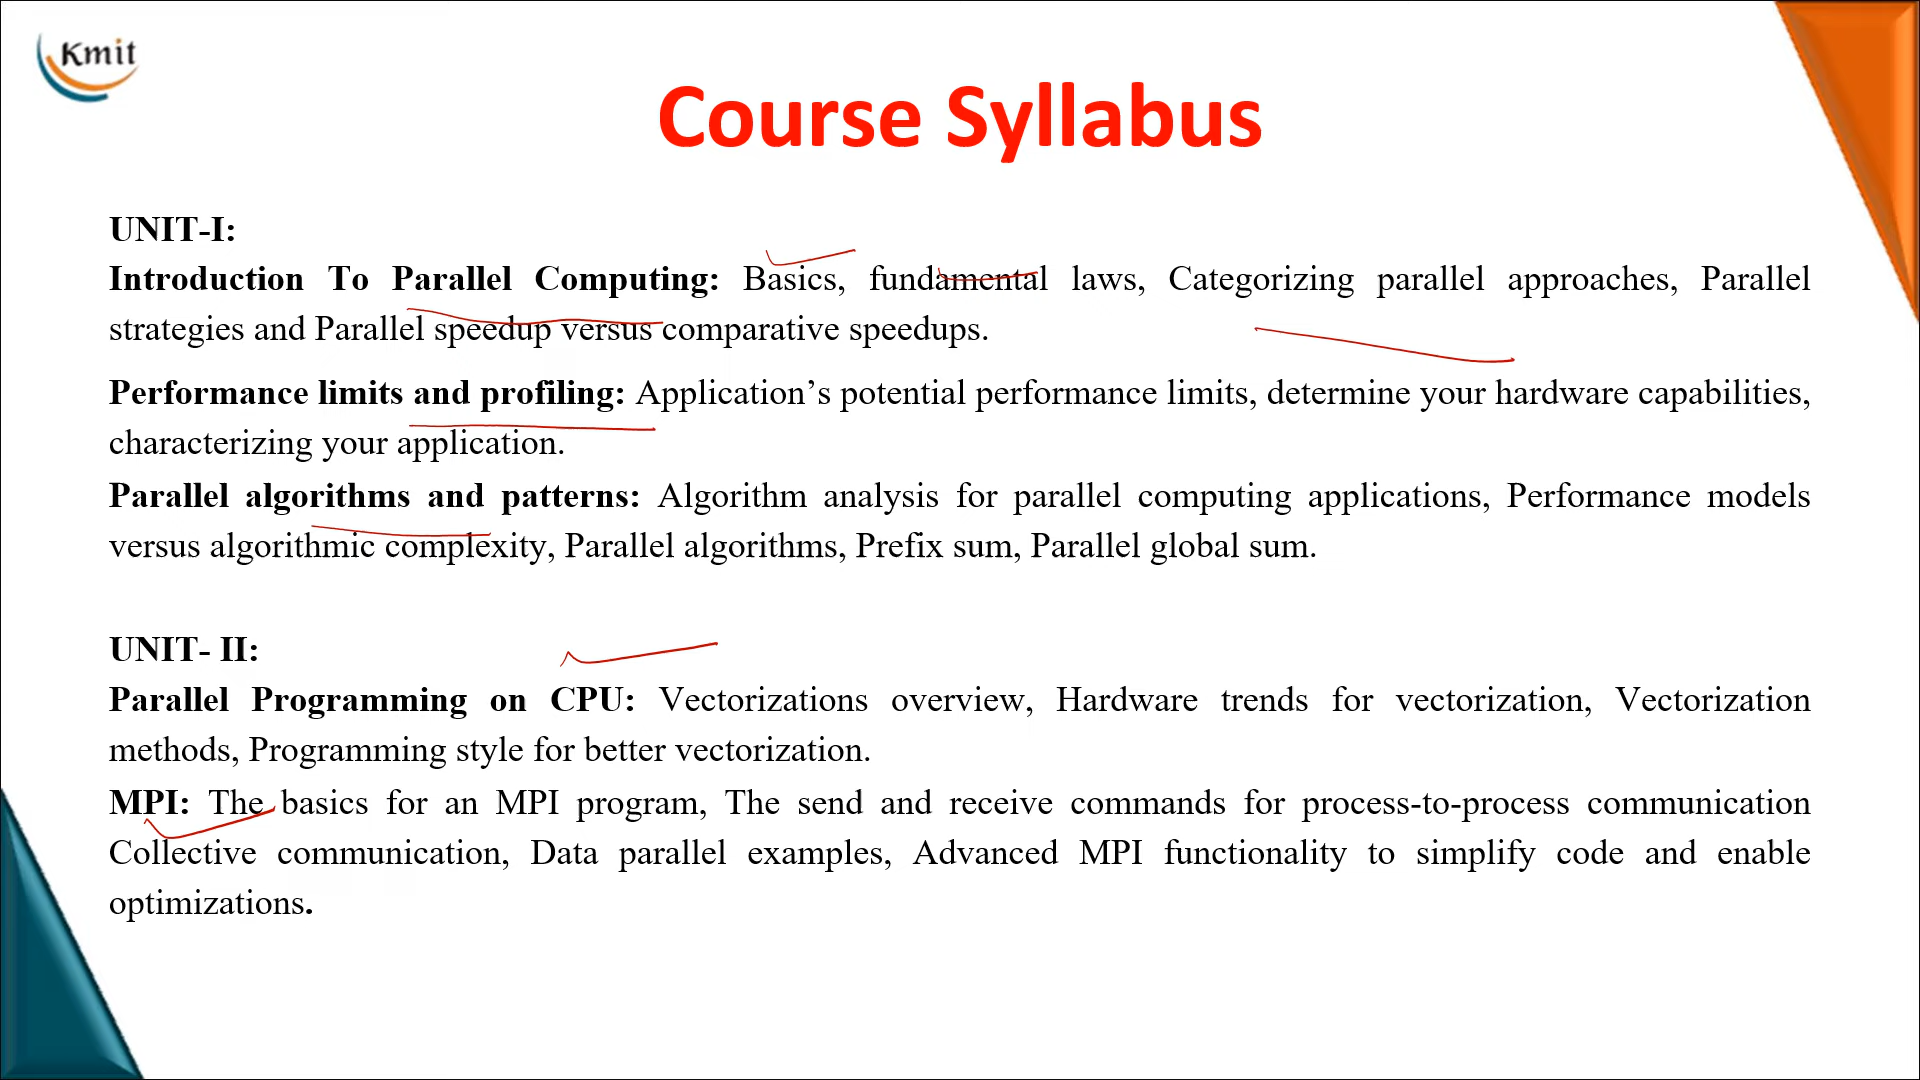 Kmit
Course Syllabus
UNIT-I:
Introduction To Parallel Computing: Basics, fundamental laws, Categorizing parallel approaches, Parallel
strategies and Parallel speedup versus comparative speedups.
Performance limits and profiling: Application’s potential performance limits, determine your hardware capabilities,
characterizing your application.
Parallel algorithms and patterns: Algorithm analysis for parallel computing applications, Performance models
versus algorithmic complexity, Parallel algorithms, Prefix sum, Parallel global sum.
UNIT- II:
Parallel Programming on CPU: Vectorizations overview, Hardware trends for vectorization, Vectorization
methods, Programming style for better vectorization.
MPI: The basics for an MPI program, The send and receive commands for process-to-process communication
Collective communication, Data parallel examples, Advanced MPI functionality to simplify code and enable
optimizations.